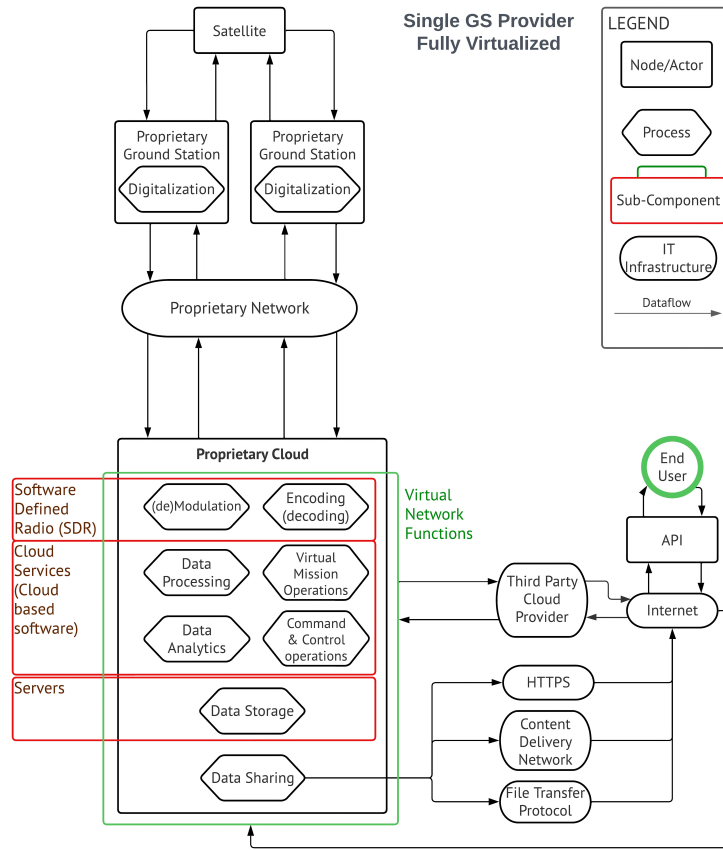 Single GS Provider
Fully Virtualized
LEGEND
Node/Actor
Process
Sub-Component
IT
Infrastructure
Dataflow
Satellite
Proprietary
Ground Station
Digitalization
Proprietary
Ground Station
Digitalization
Proprietary Network
Proprietary Cloud
Software
Defined
Radio (SDR)
(de)Modulation
Encoding
(decoding)
Virtual
Network
Functions
Cloud
Services
(Cloud
based
software)
Data
Processing
Virtual
Mission
Operations
Data
Analytics
Command
& Control
operations
Servers
Data Storage
Data Sharing
Third Party
Cloud
Provider
End
User
API
Internet
HTTPS
Content
Delivery
Network
File Transfer
Protocol